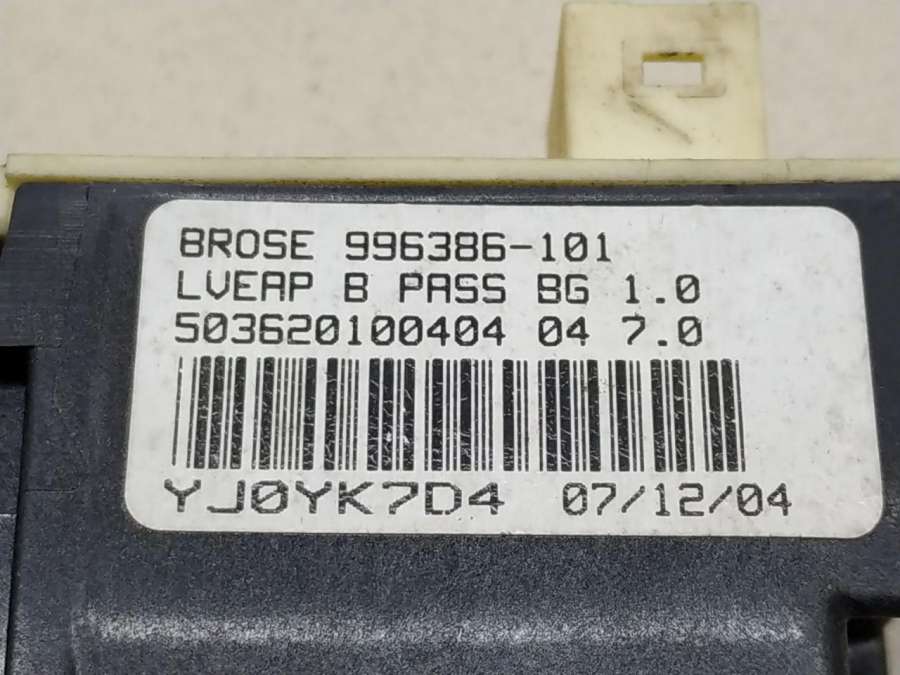 BROSE 996386-101
LVEAP B PASS BG 1.0
503620100404 04 7.0
YJ0YK7D4 07/12/04